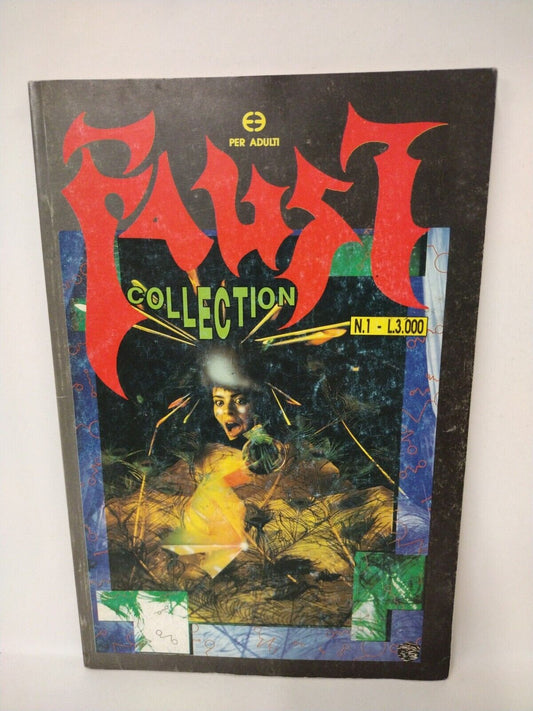 PER ADULTI
FAUST
COLLECTION
N.1 - L.3.000